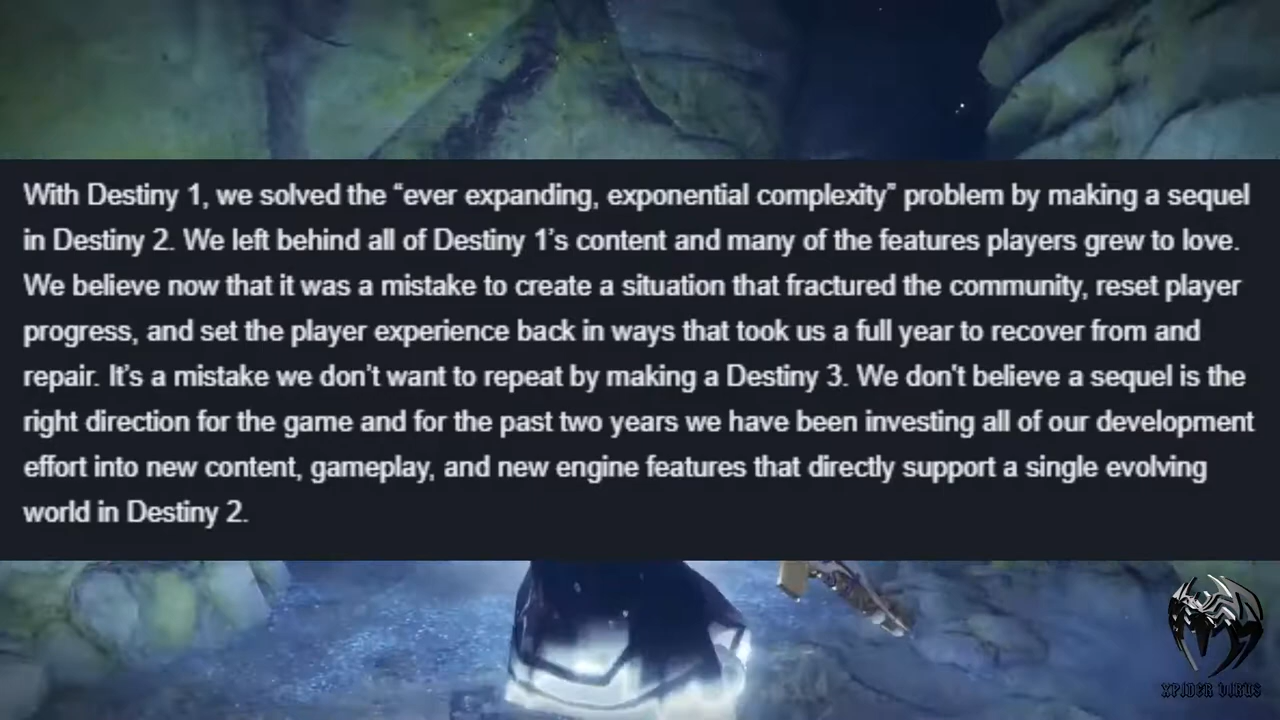 With Destiny 1, we solved the “ever expanding, exponential complexity” problem by making a sequel
in Destiny 2. We left behind all of Destiny 1’s content and many of the features players grew to love.
We believe now that it was a mistake to create a situation that fractured the community, reset player
progress, and set the player experience back in ways that took us a full year to recover from and
repair. It’s a mistake we don’t want to repeat by making a Destiny 3. We don't believe a sequel is the
right direction for the game and for the past two years we have been investing all of our development
effort into new content, gameplay, and new engine features that directly support a single evolving
world in Destiny 2.
XPIDER VIRUS